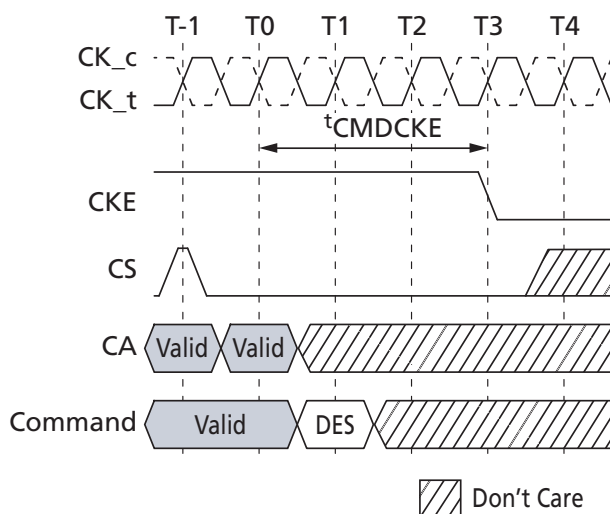 T-1 T0 T1 T2 T3 T4
CK_c
CK_t
tCMDCKE
CKE
CS
CA Valid Valid
Command Valid DES
Don't Care